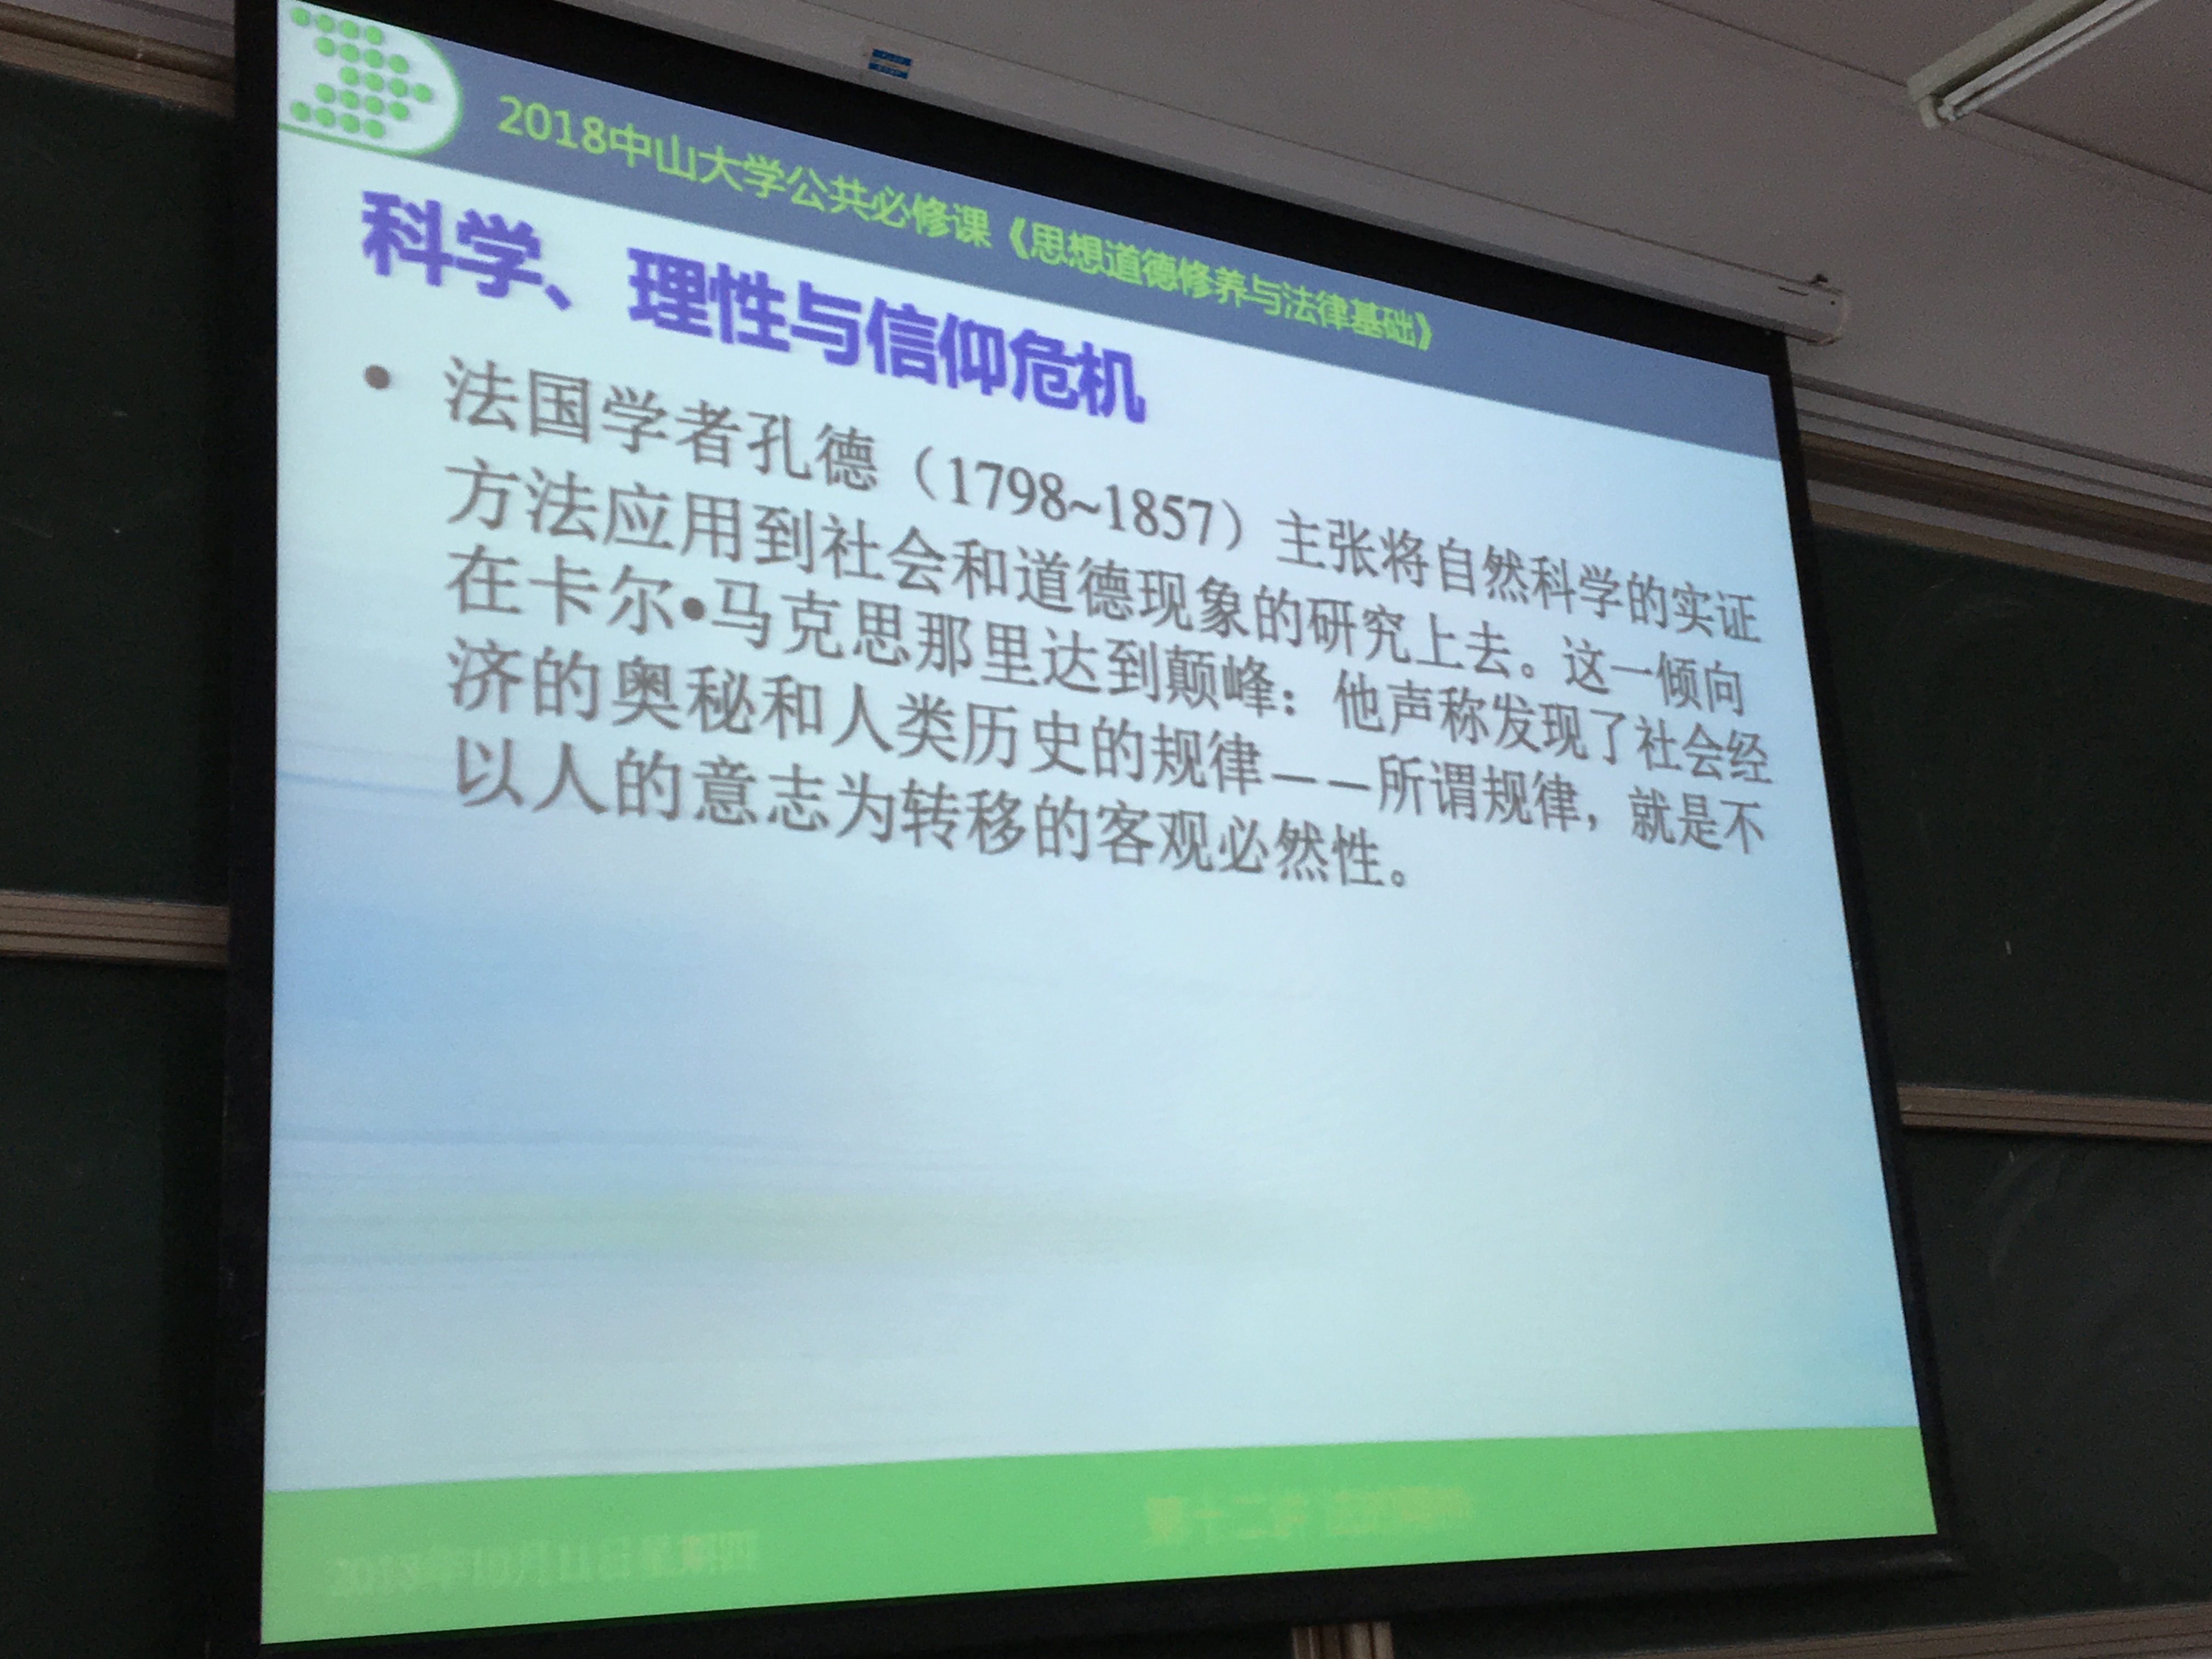 2018中山大学公共必修课《思想道德修养与法律基础》
科学、理性与信仰危机
• 法国学者孔德（1798~1857）主张将自然科学的实证
方法应用到社会和道德现象的研究上去。这一倾向
在卡尔•马克思那里达到颠峰：他声称发现了社会经
济的奥秘和人类历史的规律——所谓规律，就是不
以人的意志为转移的客观必然性。
2018年10月11日星期四